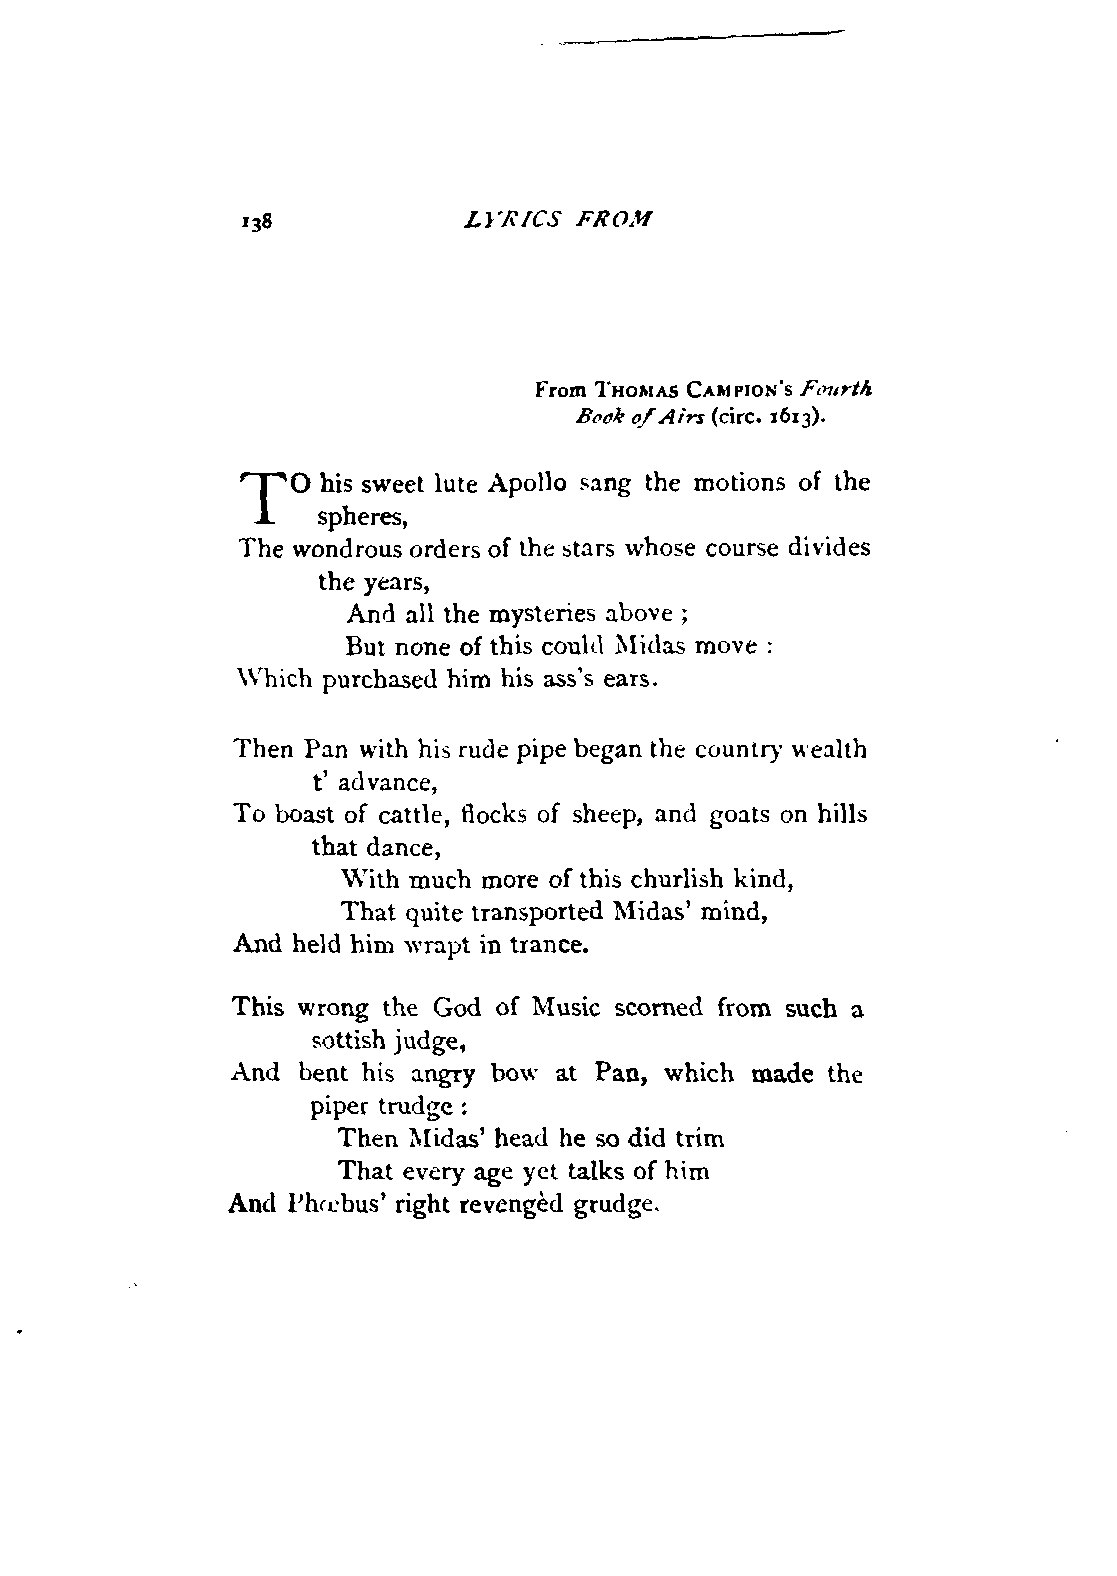 138 LYRICS FROM
From THOMAS CAMPION'S Fourth
Book of Airs (circ. 1613).
TO his sweet lute Apollo sang the motions of the
spheres,
The wondrous orders of the stars whose course divides
the years,
And all the mysteries above ;
But none of this could Midas move :
Which purchased him his ass's ears.
Then Pan with his rude pipe began the country wealth
t' advance,
To boast of cattle, flocks of sheep, and goats on hills
that dance,
With much more of this churlish kind,
That quite transported Midas' mind,
And held him wrapt in trance.
This wrong the God of Music scorned from such a
sottish judge,
And bent his angry bow at Pan, which made the
piper trudge :
Then Midas' head he so did trim
That every age yet talks of him
And Phœbus' right revengèd grudge.